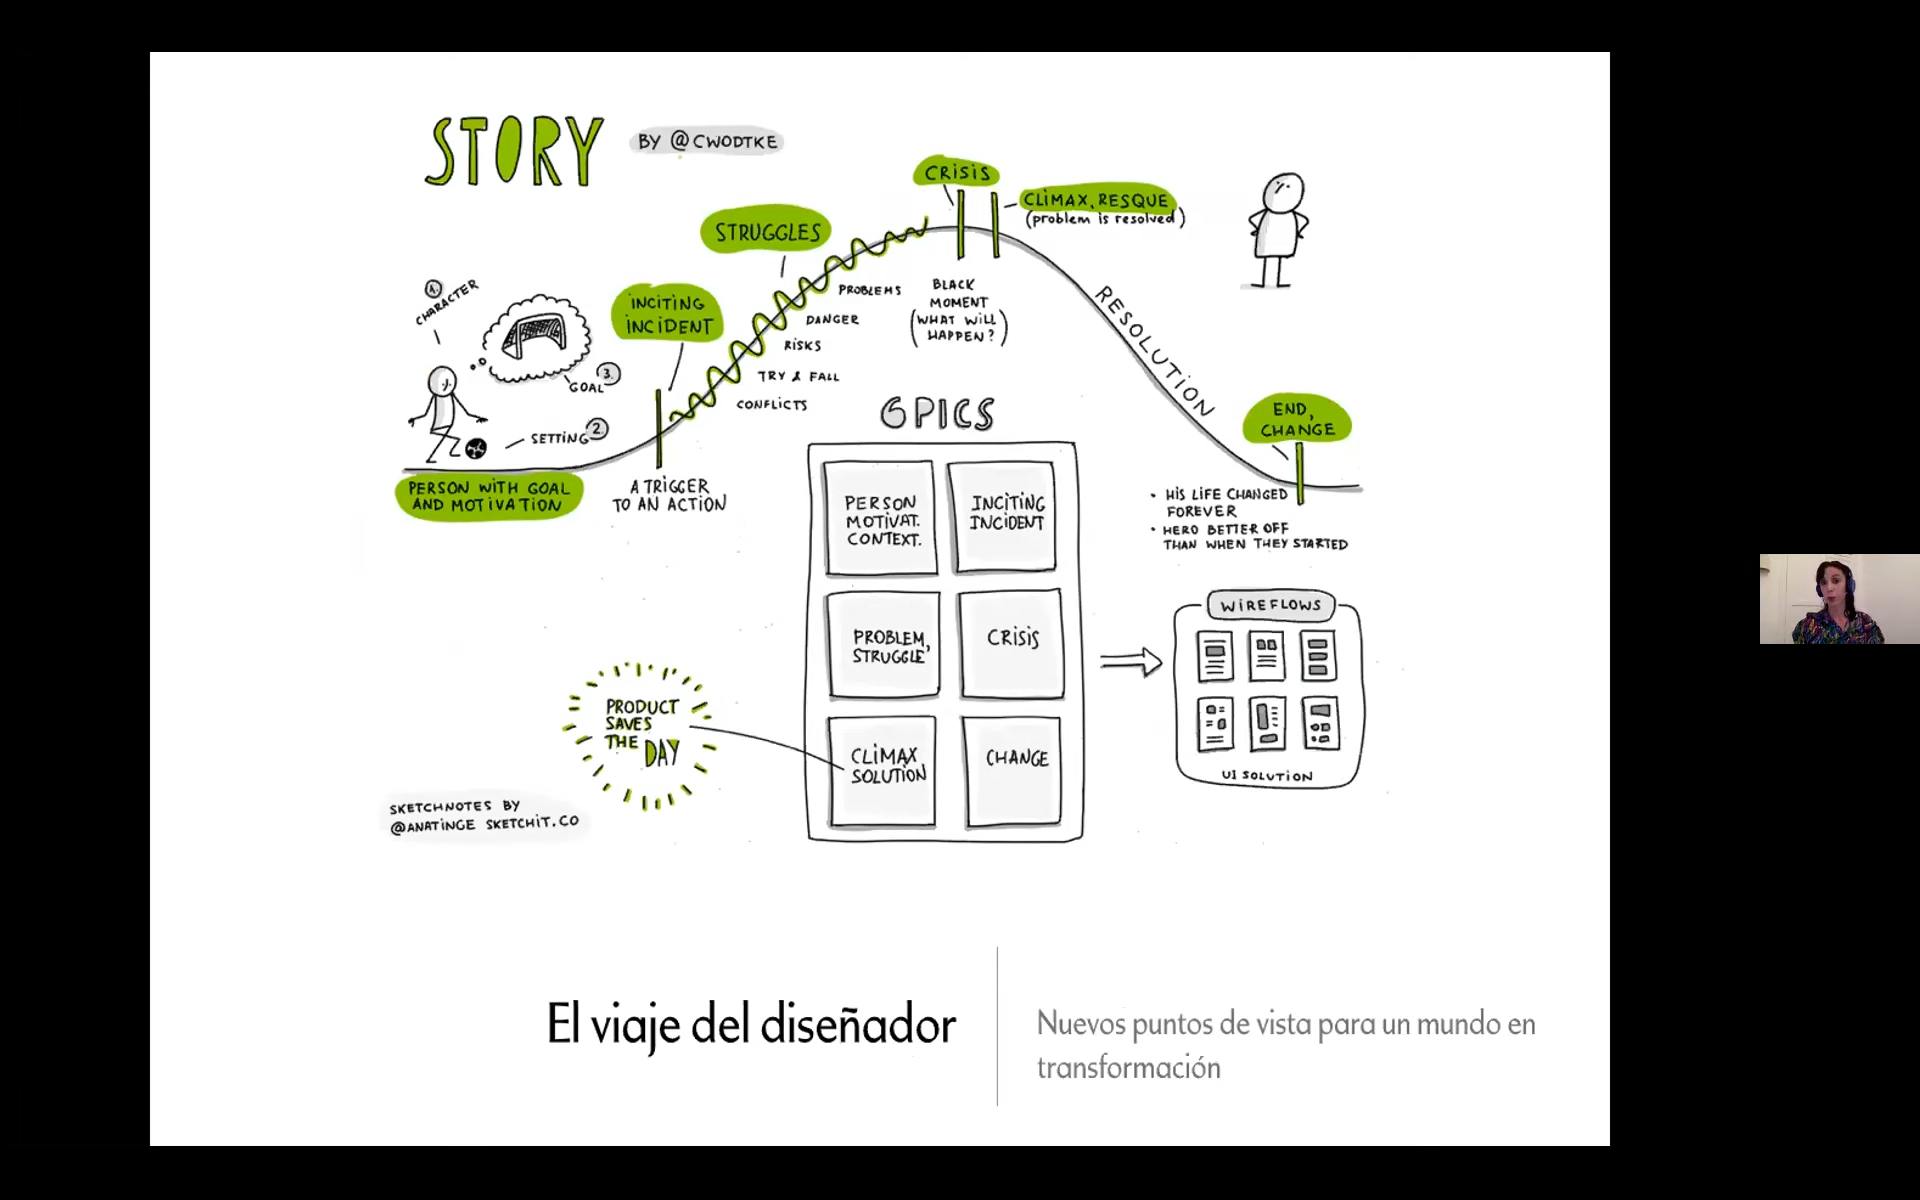 STORY
BY @CWODTKE
CRISIS
CLIMAX, RESQUE
(problem is resolved)
STRUGGLES
INCITING
INCIDENT
1.
CHARACTER
GOAL 3.
SETTING 2.
PERSON WITH GOAL
AND MOTIVATION
A TRIGGER
TO AN ACTION
PROBLEMS
DANGER
RISKS
TRY & FALL
CONFLICTS
BLACK
MOMENT
(WHAT WILL
HAPPEN?)
RESOLUTION
END,
CHANGE
• HIS LIFE CHANGED
FOREVER
• HERO BETTER OFF
THAN WHEN THEY STARTED
6 PICS
PERSON
MOTIVAT.
CONTEXT.
INCITING
INCIDENT
PROBLEM,
STRUGGLE
CRISIS
CLIMAX
SOLUTION
CHANGE
PRODUCT
SAVES
THE DAY
WIREFLOWS
UI SOLUTION
SKETCHNOTES BY
@ANATINGE SKETCHIT.CO
El viaje del diseñador
Nuevos puntos de vista para un mundo en
transformación